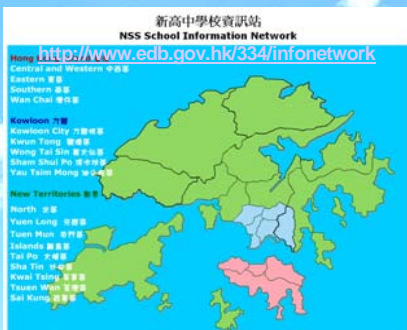 新高中學校資訊站
NSS School Information Network
http://www.edb.gov.hk/334/infonetwork
Hong
Central and Western 中西區
Eastern 東區
Southern 南區
Wan Chai 灣仔區
Kowloon 九龍
Kowloon City 九龍城區
Kwun Tong 觀塘區
Wong Tai Sin 黃大仙區
Sham Shui Po 深水埗區
Yau Tsim Mong
New Territories 新界
North 北區
Yuen Long 元朗區
Tuen Mun 屯門區
Islands 離島區
Tai Po 大埔區
Sha Tin 沙田區
Kwai Tsing 葵青區
Tsuen Wan 荃灣區
Sai Kung 西貢區